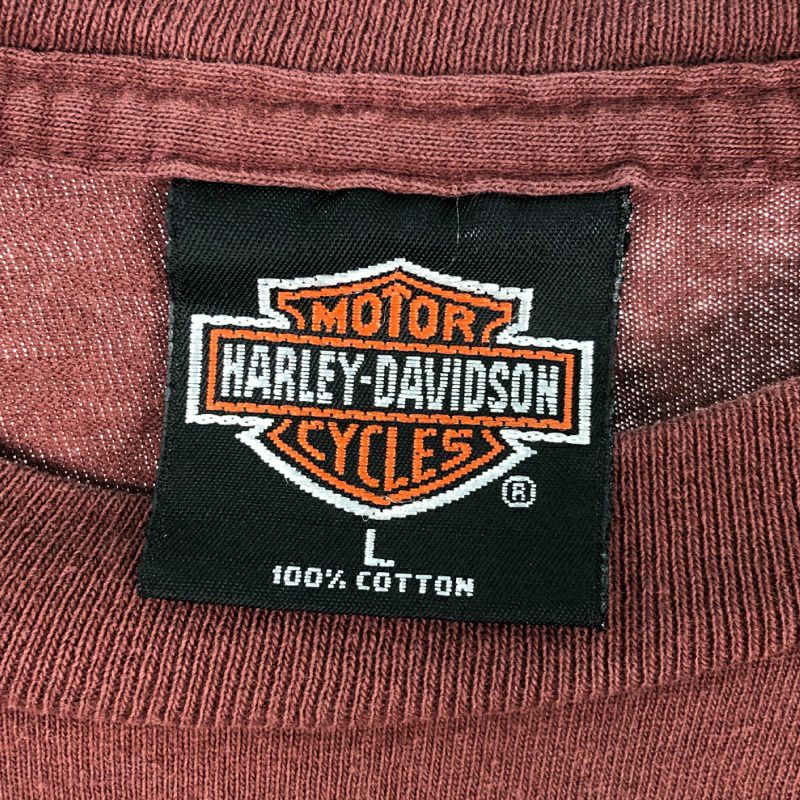 MOTOR
HARLEY-DAVIDSON
CYCLES
®
L
100% COTTON